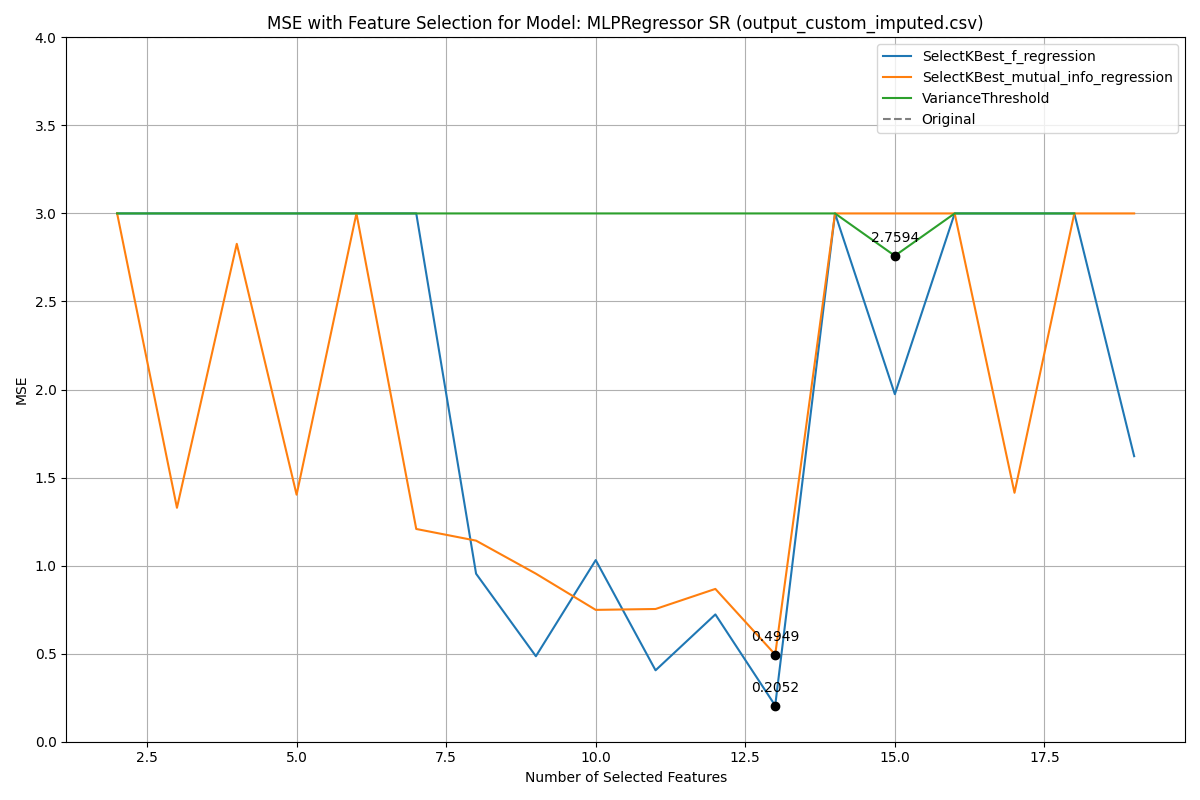 MSE with Feature Selection for Model: MLPRegressor SR (output_custom_imputed.csv)
4.0
3.5
3.0
2.5
2.0
1.5
1.0
0.5
0.0
MSE
SelectKBest_f_regression
SelectKBest_mutual_info_regression
VarianceThreshold
Original
2.7594
0.4949
0.2052
2.5
5.0
7.5
10.0
12.5
15.0
17.5
Number of Selected Features